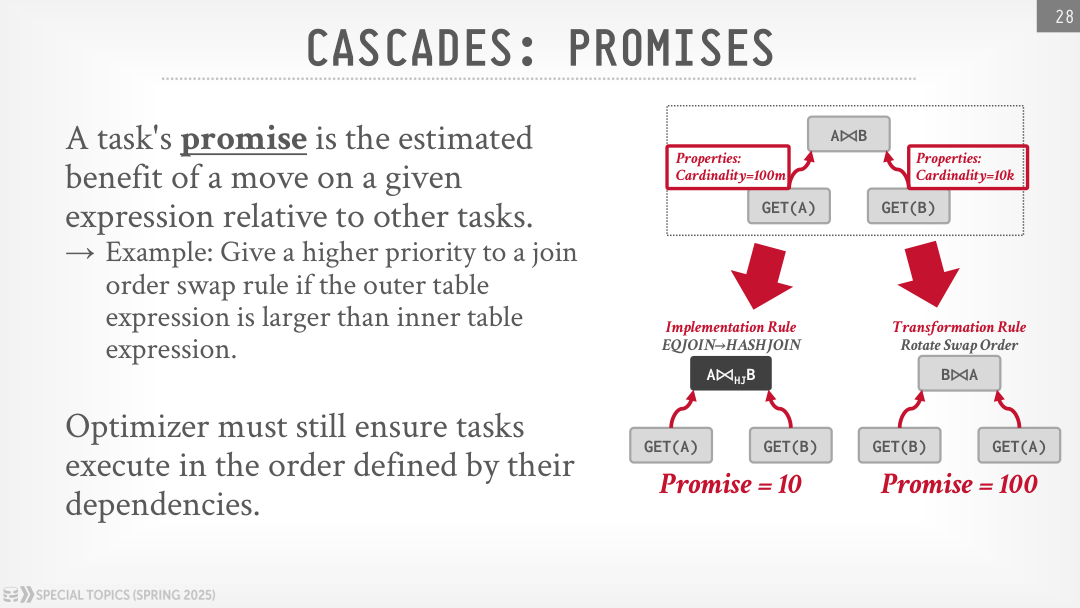 28
CASCADES: PROMISES
A task's promise is the estimated
benefit of a move on a given
expression relative to other tasks.
→ Example: Give a higher priority to a join
order swap rule if the outer table
expression is larger than inner table
expression.
Optimizer must still ensure tasks
execute in the order defined by their
dependencies.
A⋈B
Properties:
Cardinality=100m
Properties:
Cardinality=10k
GET(A)
GET(B)
Implementation Rule
EQJOIN→HASHJOIN
A⋈HJB
GET(A)
GET(B)
Promise = 10
Transformation Rule
Rotate Swap Order
B⋈A
GET(B)
GET(A)
Promise = 100
SPECIAL TOPICS (SPRING 2025)